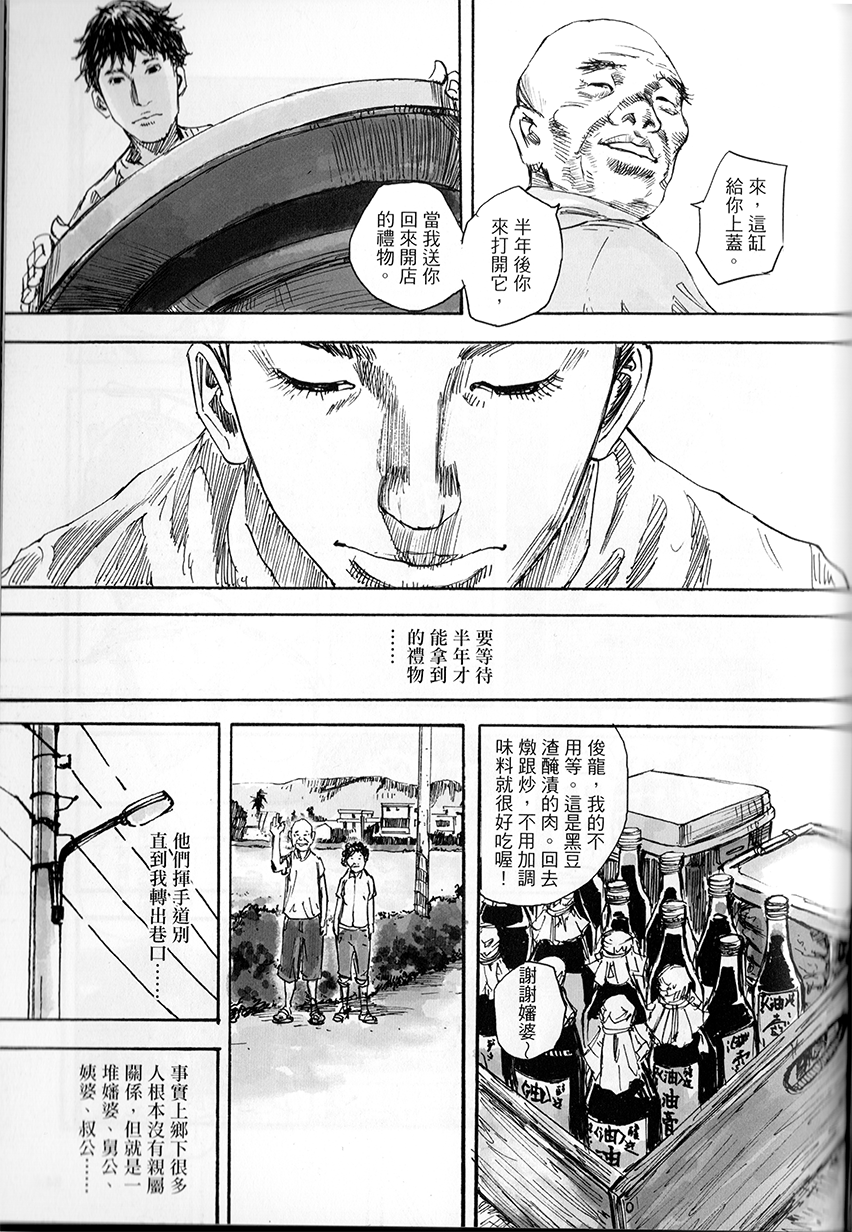 來，這缸
給你上蓋。
半年後你
來打開它，
當我送你
回來開店
的禮物。
要等待
半年才
能拿到
的禮物
⋯⋯
俊龍，我的不
用等。這是黑豆
渣醃漬的肉。回去
燉跟炒，不用加調
味料就很好吃喔！
謝謝嬸婆~
他們揮手道別
直到我轉出巷口⋯⋯
事實上鄉下很多
人根本沒有親屬
關係，但就是一
堆嬸婆、舅公、
姨婆、叔公⋯⋯
油膏